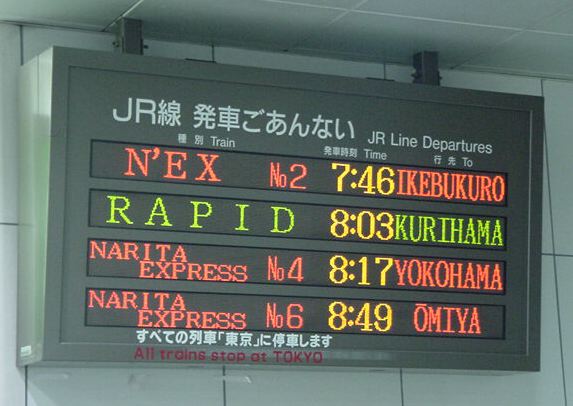 JR線 発車ごあんない JR Line Departures
種別 Train 発車時刻 Time 行先 To
N'EX №2 7:46 IKEBUKURO
RAPID 8:03 KURIHAMA
NARITA EXPRESS №4 8:17 YOKOHAMA
NARITA EXPRESS №6 8:49 ŌMIYA
すべての列車「東京」に停車します
All trains stop at TOKYO